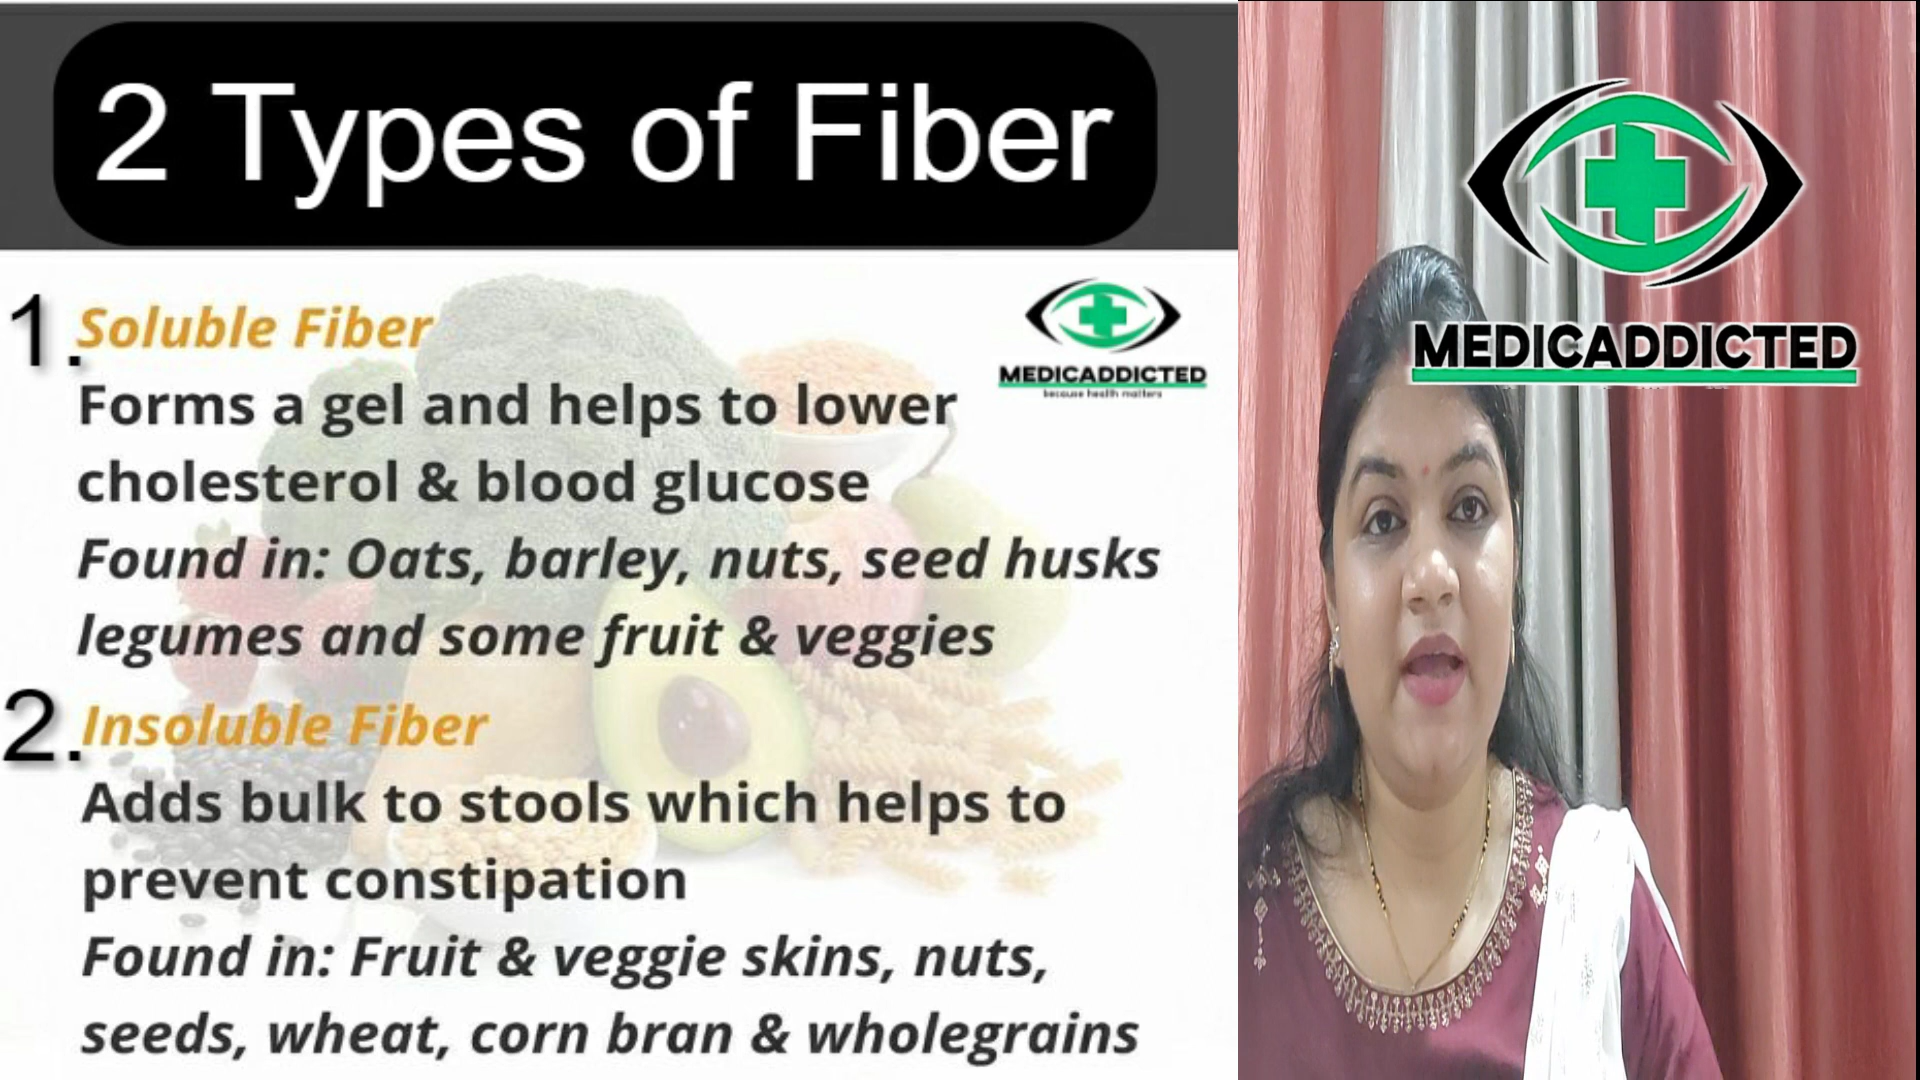 2 Types of Fiber
1.
Soluble Fiber
Forms a gel and helps to lower
cholesterol & blood glucose
Found in: Oats, barley, nuts, seed husks
legumes and some fruit & veggies
MEDICADDICTED
because health matters
2.
Insoluble Fiber
Adds bulk to stools which helps to
prevent constipation
Found in: Fruit & veggie skins, nuts,
seeds, wheat, corn bran & wholegrains
MEDICADDICTED